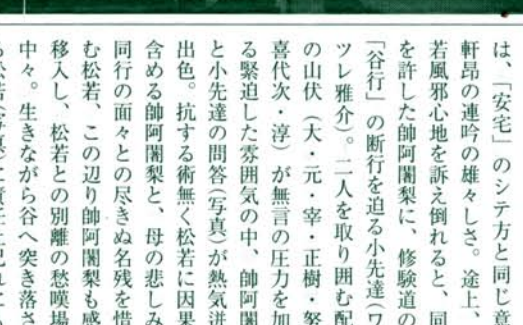 は、「安宅」のシテ方と同じ意
軒昂の連吟の雄々しさ。途上、
若風邪心地を訴え倒れると、同
を許した帥阿闍梨に、修験道の
「谷行」の断行を迫る小先達(ワ
ツレ雅介)。二人を取り囲む配
の山伏(大・元・宰・正樹・努
喜代次・淳)が無言の圧力を加
る緊迫した雰囲気の中、帥阿闍
と小先達の問答(写真)が熱気迸
出色。抗する術無く松若に因果
含める帥阿闍梨と、母の悲しみ
同行の面々との尽きぬ名残を惜
む松若、この辺り帥阿闍梨も感
移入し、松若との別離の愁嘆場
中々。生きながら谷へ突き落さ